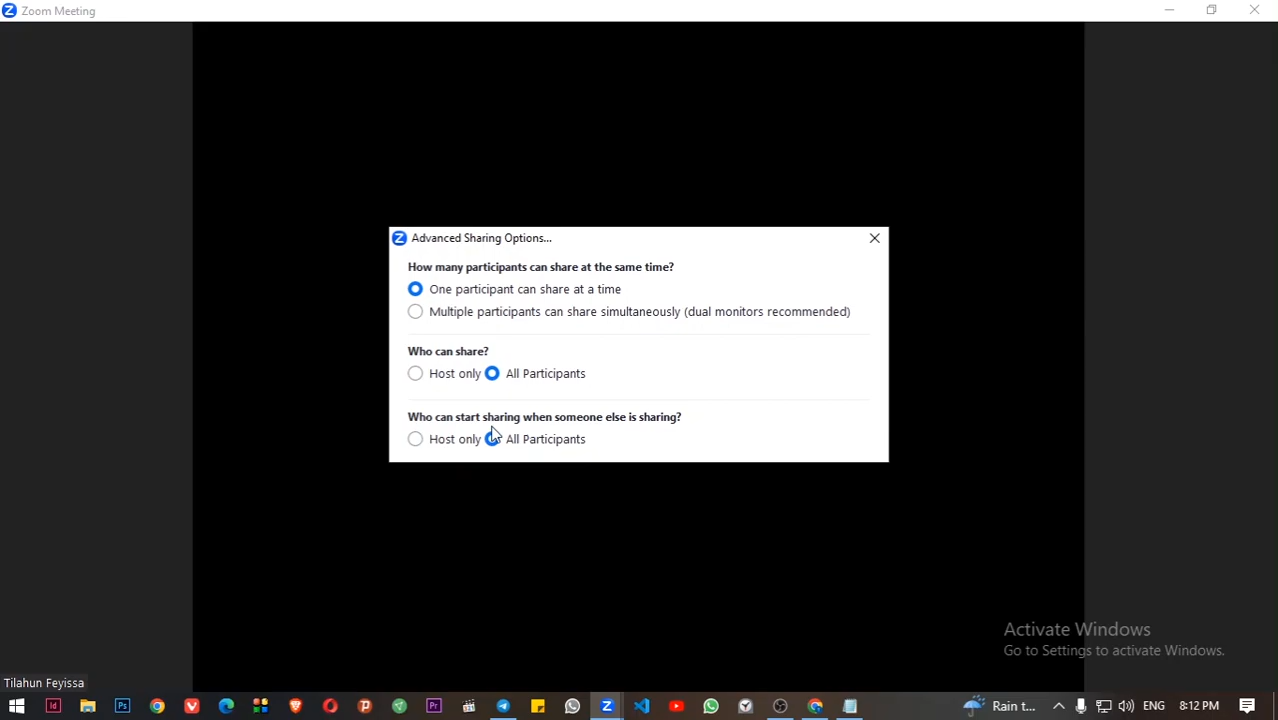 Zoom Meeting
Advanced Sharing Options...
How many participants can share at the same time?
One participant can share at a time
Multiple participants can share simultaneously (dual monitors recommended)
Who can share?
Host only All Participants
Who can start sharing when someone else is sharing?
Host only All Participants
Activate Windows
Go to Settings to activate Windows.
Tilahun Feyissa
Rain t... ENG 8:12 PM